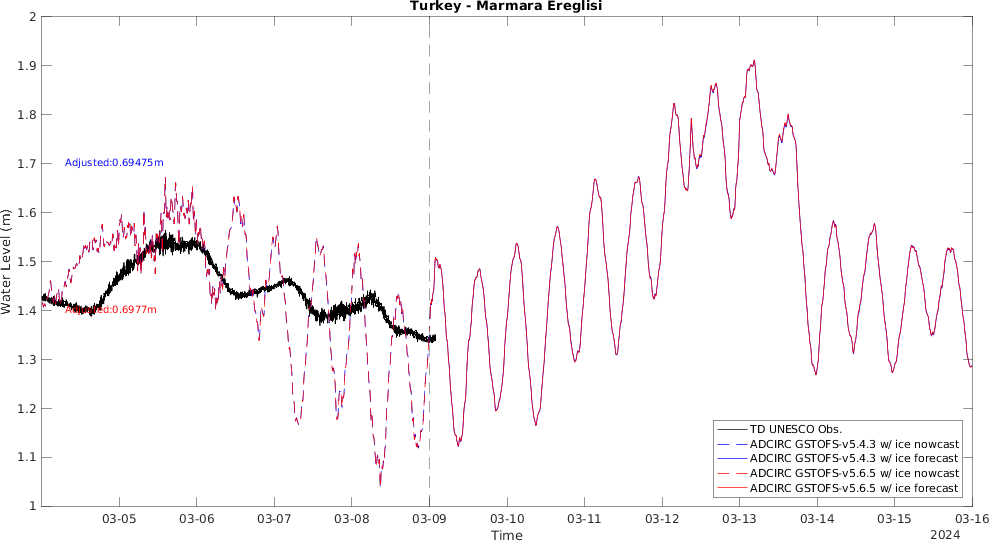 Turkey - Marmara Ereglisi
2
1.9
1.8
1.7
1.6
1.5
1.4
1.3
1.2
1.1
1
Water Level (m)
Adjusted:0.69475m
Adjusted:0.6977m
TD UNESCO Obs.
ADCIRC GSTOFS-v5.4.3 w/ ice nowcast
ADCIRC GSTOFS-v5.4.3 w/ ice forecast
ADCIRC GSTOFS-v5.6.5 w/ ice nowcast
ADCIRC GSTOFS-v5.6.5 w/ ice forecast
03-05 03-06 03-07 03-08 03-09 03-10 03-11 03-12 03-13 03-14 03-15 03-16
Time
2024